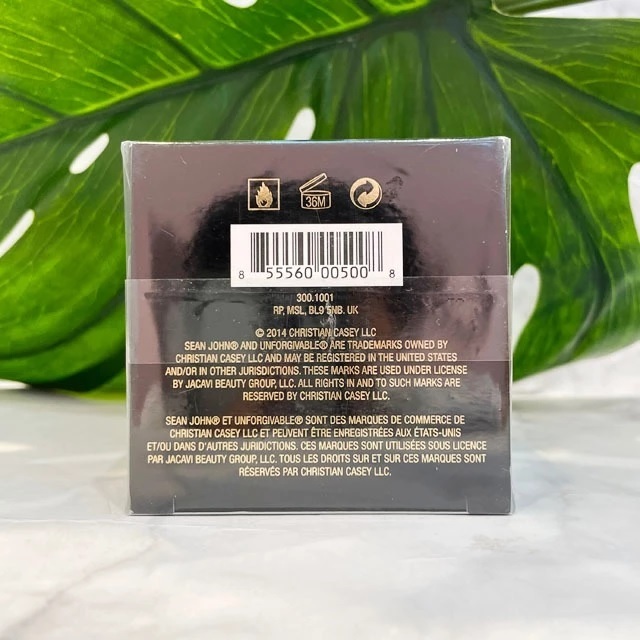 36M
8 55560 00500 8
300.1001
RP, MSL, BL9 5NB. UK
© 2014 CHRISTIAN CASEY LLC
SEAN JOHN® AND UNFORGIVABLE® ARE TRADEMARKS OWNED BY
CHRISTIAN CASEY LLC AND MAY BE REGISTERED IN THE UNITED STATES
AND/OR IN OTHER JURISDICTIONS. THESE MARKS ARE USED UNDER LICENSE
BY JACAVI BEAUTY GROUP, LLC. ALL RIGHTS IN AND TO SUCH MARKS ARE
RESERVED BY CHRISTIAN CASEY LLC.
SEAN JOHN® ET UNFORGIVABLE® SONT DES MARQUES DE COMMERCE DE
CHRISTIAN CASEY LLC ET PEUVENT ÊTRE ENREGISTRÉES AUX ÉTATS-UNIS
ET/OU DANS D'AUTRES JURIDICTIONS. CES MARQUES SONT UTILISÉES SOUS LICENCE
PAR JACAVI BEAUTY GROUP, LLC. TOUS LES DROITS SUR ET SUR CES MARQUES SONT
RÉSERVÉS PAR CHRISTIAN CASEY LLC.